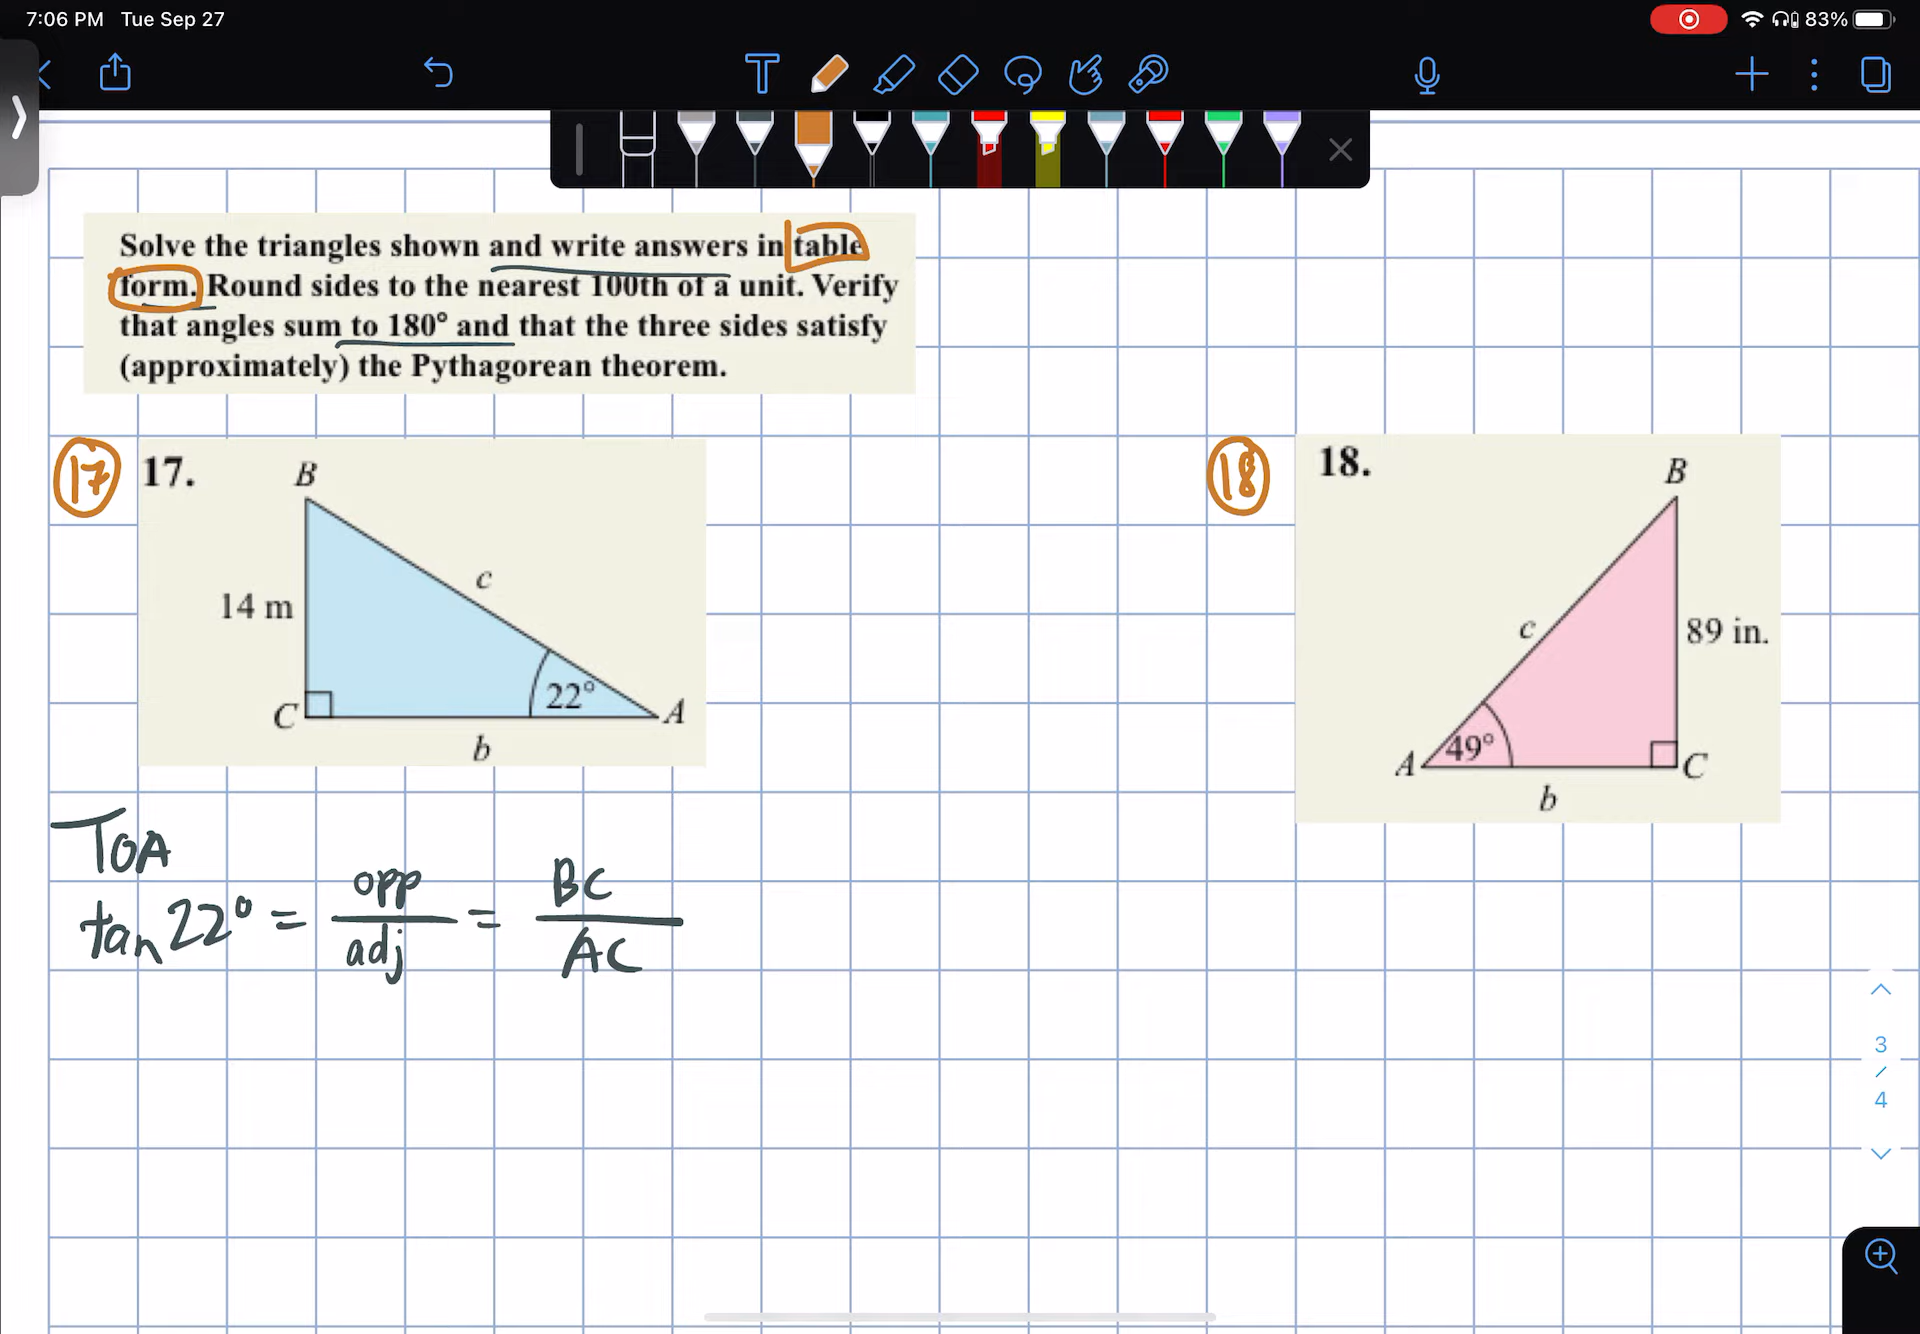 7:06 PM Tue Sep 27
83%
Solve the triangles shown and write answers in table
form. Round sides to the nearest 100th of a unit. Verify
that angles sum to 180° and that the three sides satisfy
(approximately) the Pythagorean theorem.
17 17.
B
c
14 m
22°
C
A
b
18 18.
B
c
89 in.
49°
A
C
b
TOA
tan 22° = opp/adj = BC/AC
3
/
4